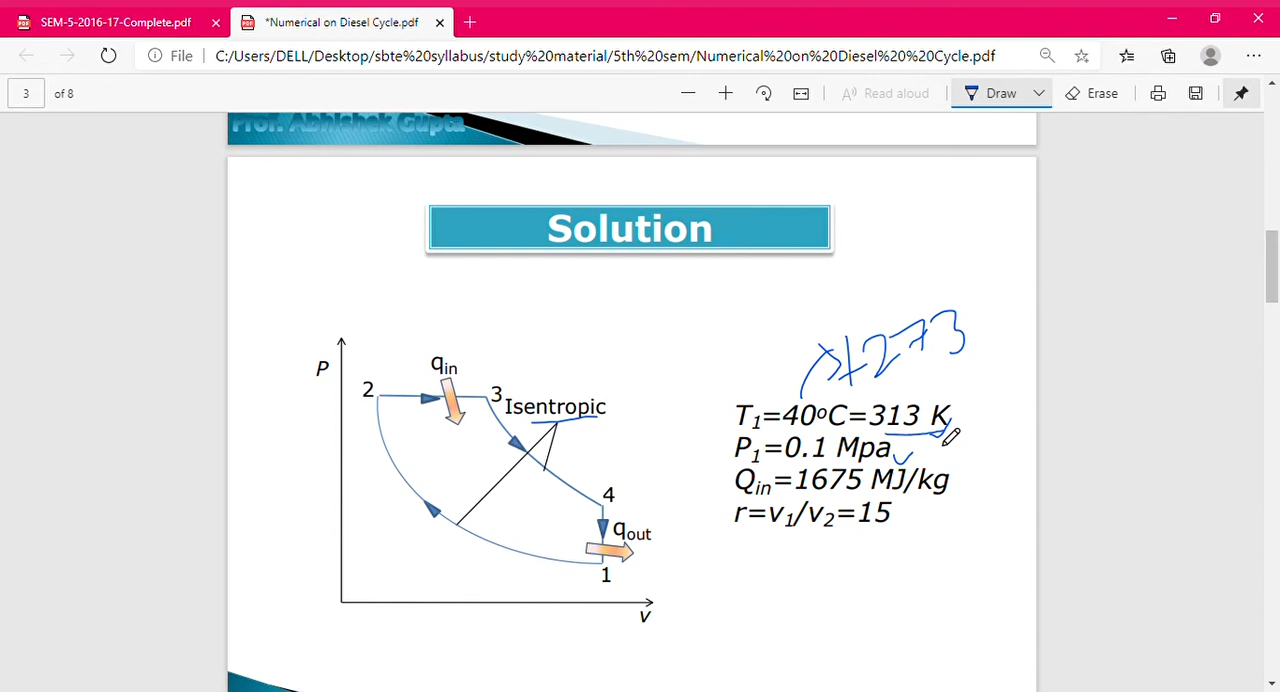 SEM-5-2016-17-Complete.pdf
*Numerical on Diesel Cycle.pdf
File
C:/Users/DELL/Desktop/sbte%20syllabus/study%20material/5th%20sem/Numerical%20on%20Diesel%20%20Cycle.pdf
3 of 8
Read aloud
Draw
Erase
Prof. Abhishek Gupta
Solution
+273
P
qin
2
3
Isentropic
4
qout
1
v
T1=40oC=313 K
P1=0.1 Mpa
Qin=1675 MJ/kg
r=v1/v2=15